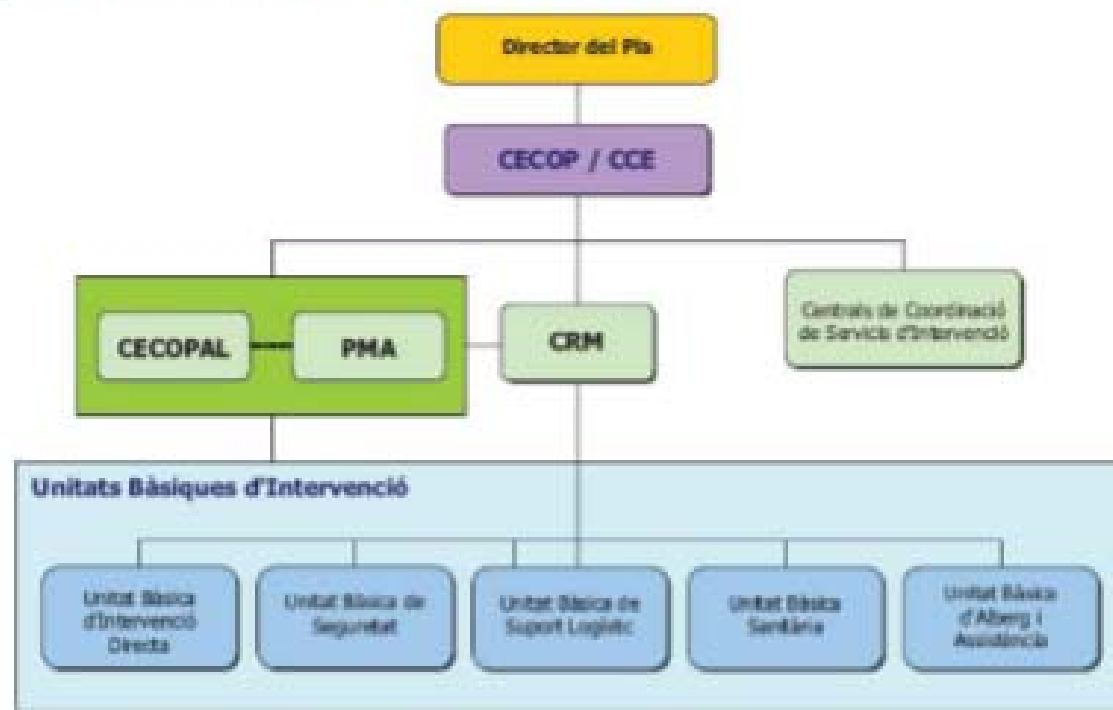 Director del Pla
CECOP / CCE
CECOPAL
PMA
CRM
Centrals de Coordinació
de Servicis d'Intervenció
Unitats Bàsiques d'Intervenció
Unitat Bàsica
d'Intervenció
Directa
Unitat Bàsica de
Seguretat
Unitat Bàsica de
Suport Logístic
Unitat Bàsica
Sanitària
Unitat Bàsica
d'Alberg i
Assistència